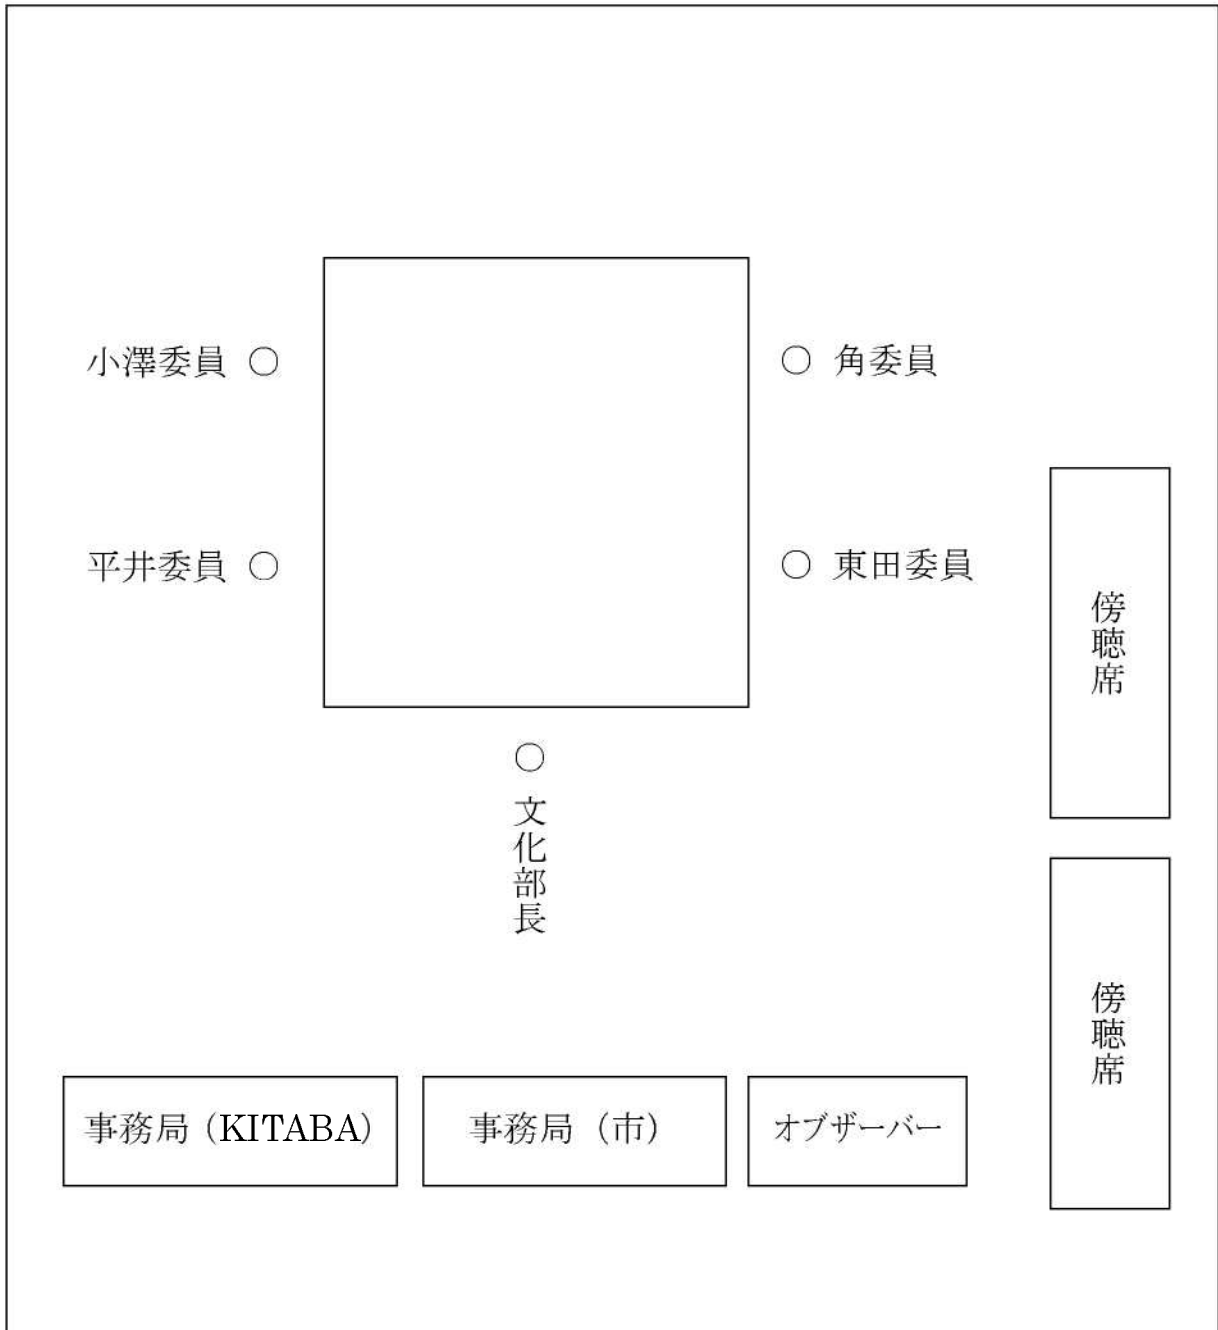 小澤委員 ○
○ 角委員
平井委員 ○
○ 東田委員
傍聴席
○ 文化部長
傍聴席
事務局（KITABA）
事務局（市）
オブザーバー